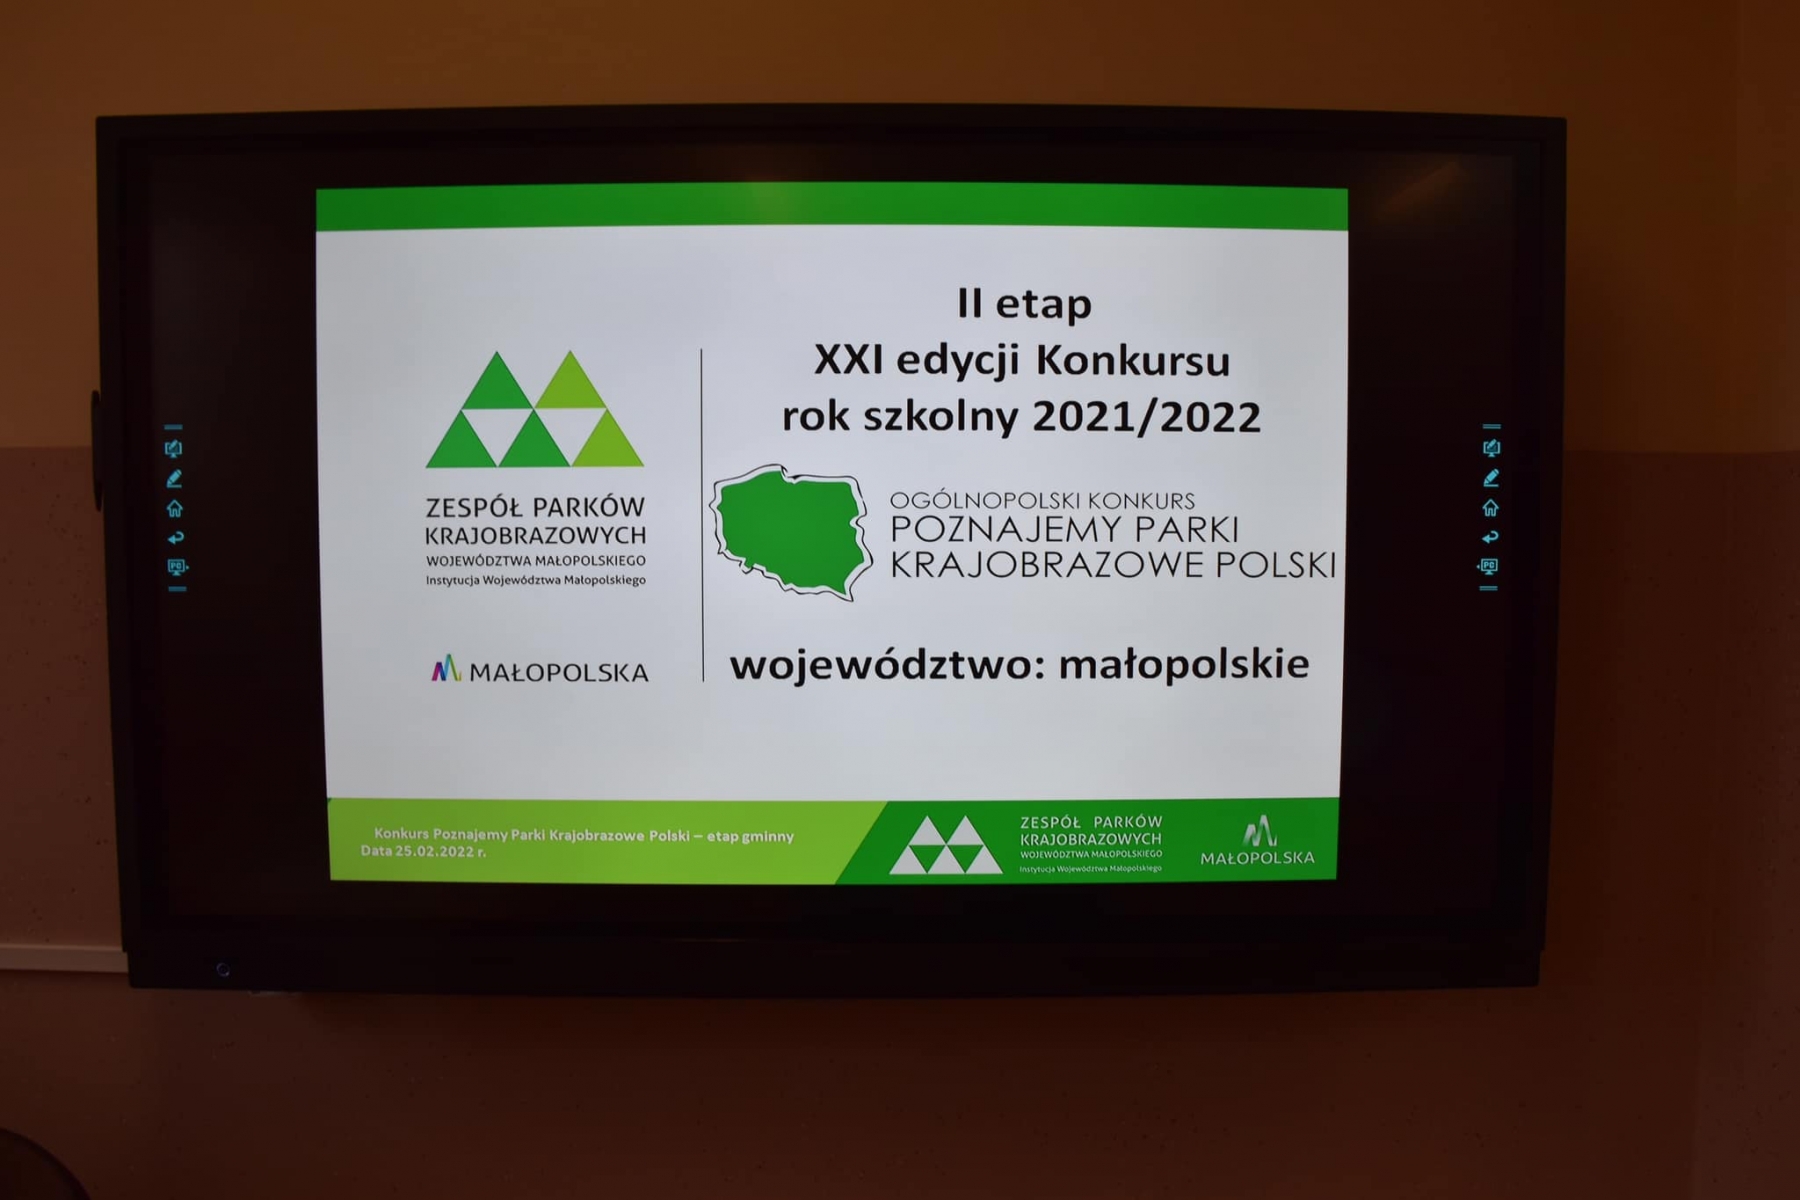 II etap
XXI edycji Konkursu
rok szkolny 2021/2022
ZESPÓŁ PARKÓW
KRAJOBRAZOWYCH
WOJEWÓDZTWA MAŁOPOLSKIEGO
Instytucja Województwa Małopolskiego
MAŁOPOLSKA
OGÓLNOPOLSKI KONKURS
POZNAJEMY PARKI
KRAJOBRAZOWE POLSKI
województwo: małopolskie
Konkurs Poznajemy Parki Krajobrazowe Polski – etap gminny
Data 25.02.2022 r.
ZESPÓŁ PARKÓW
KRAJOBRAZOWYCH
WOJEWÓDZTWA MAŁOPOLSKIEGO
Instytucja Województwa Małopolskiego
MAŁOPOLSKA
PC
PC